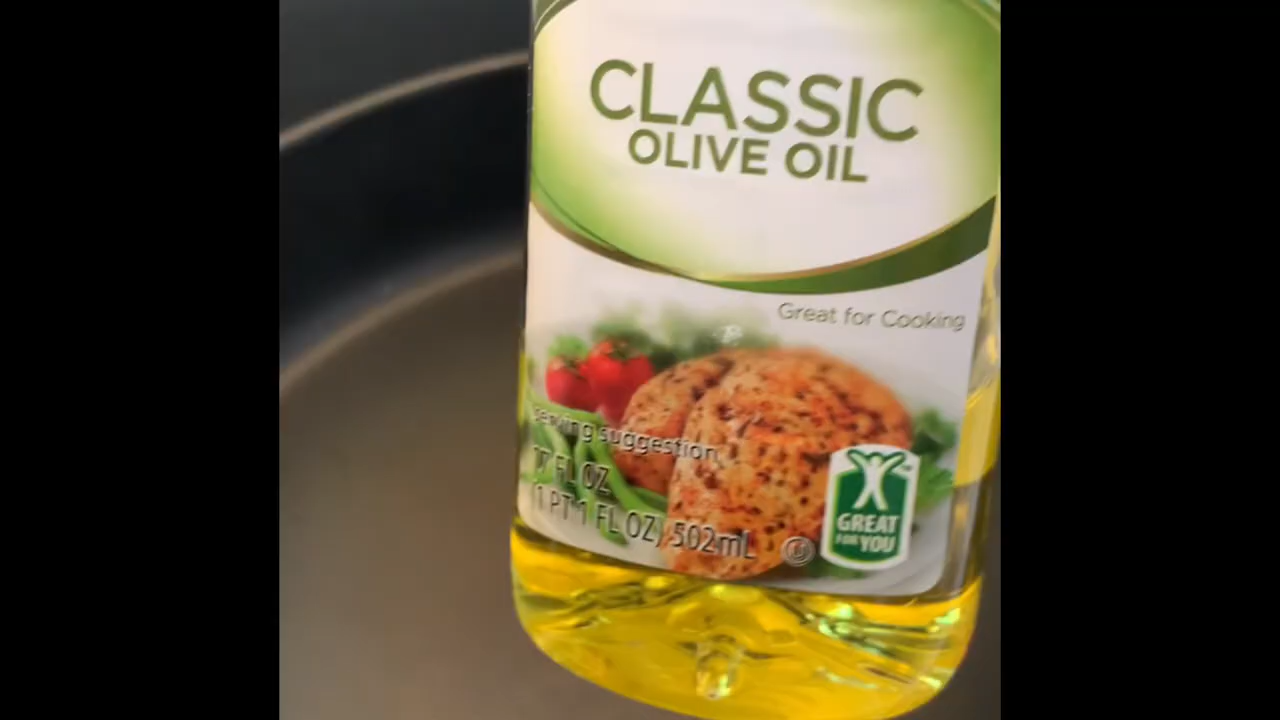 CLASSIC
OLIVE OIL
Great for Cooking
serving suggestion
17 FL OZ
(1 PT 1 FL OZ) 502mL
GREAT
FOR YOU